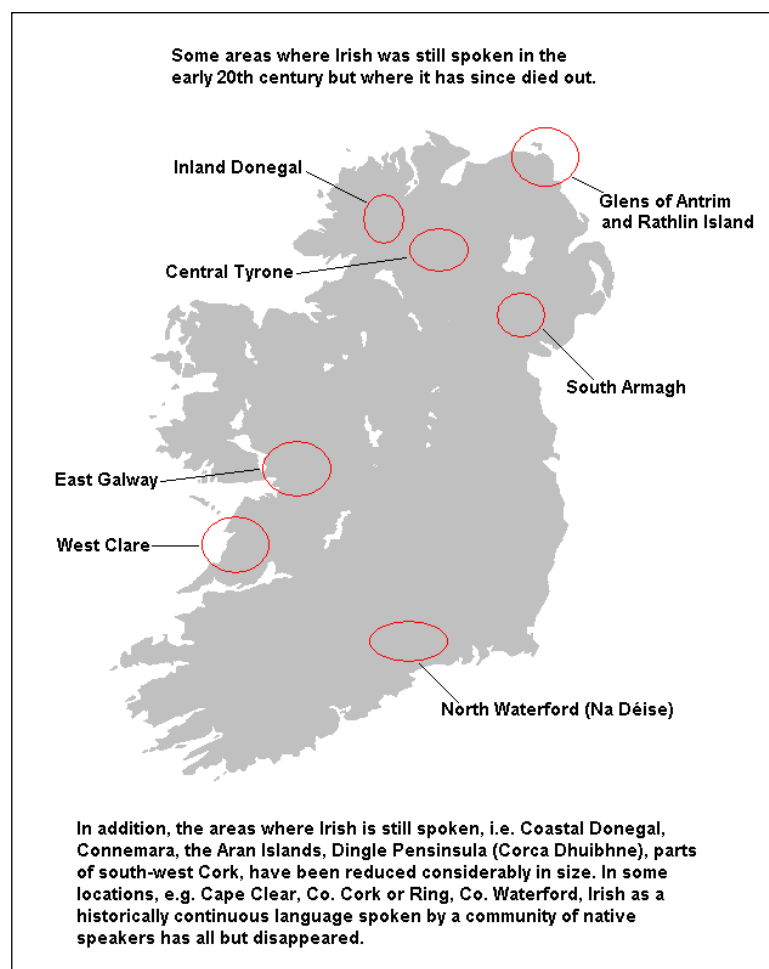 Some areas where Irish was still spoken in the
early 20th century but where it has since died out.
Inland Donegal
Glens of Antrim
and Rathlin Island
Central Tyrone
South Armagh
East Galway
West Clare
North Waterford (Na Déise)
In addition, the areas where Irish is still spoken, i.e. Coastal Donegal,
Connemara, the Aran Islands, Dingle Pensinsula (Corca Dhuibhne), parts
of south-west Cork, have been reduced considerably in size. In some
locations, e.g. Cape Clear, Co. Cork or Ring, Co. Waterford, Irish as a
historically continuous language spoken by a community of native
speakers has all but disappeared.